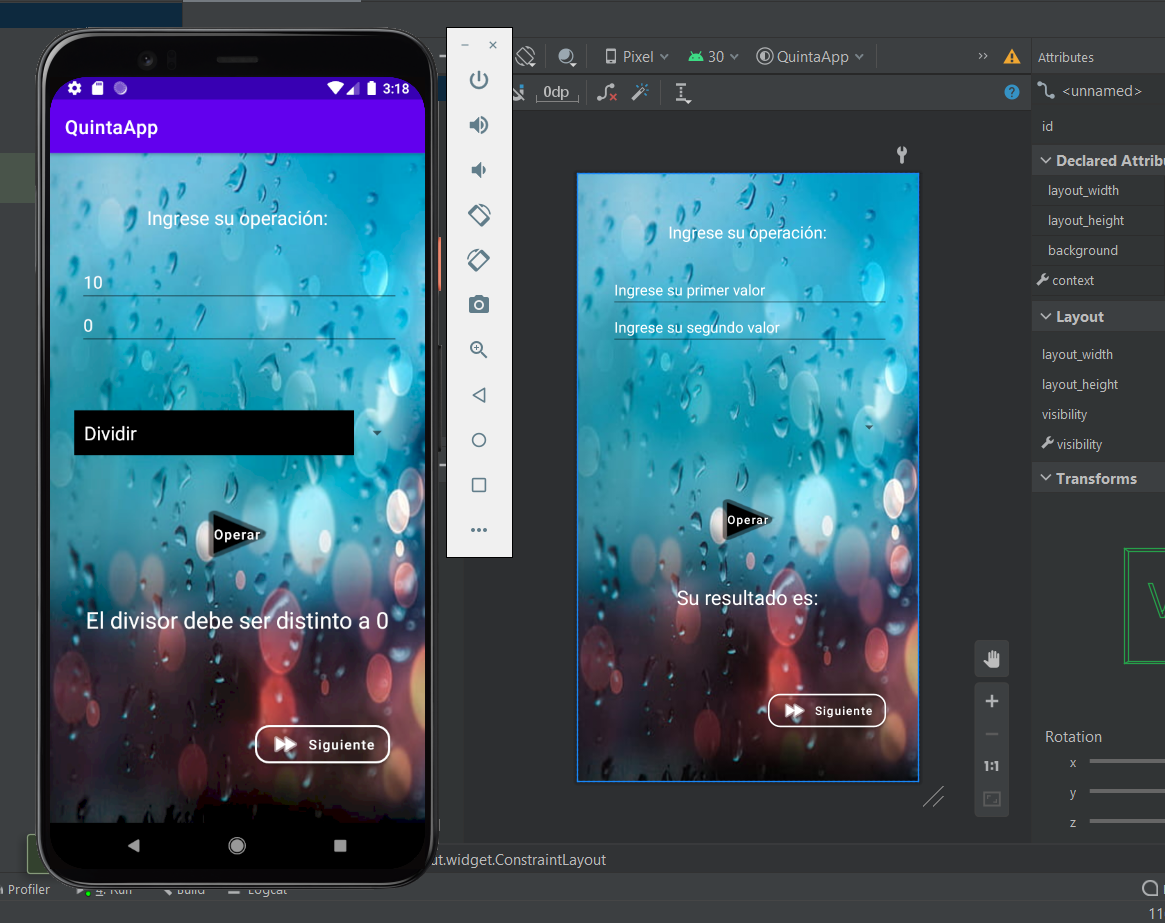 3:18
QuintaApp
Ingrese su operación:
10
0
Dividir
Operar
El divisor debe ser distinto a 0
Siguiente
0dp
Pixel
30
QuintaApp
Ingrese su operación:
Ingrese su primer valor
Ingrese su segundo valor
Operar
Su resultado es:
Siguiente
1:1
Attributes
<unnamed>
id
Declared Attribu
layout_width
layout_height
background
context
Layout
layout_width
layout_height
visibility
visibility
Transforms
Rotation
x
y
z
ut.widget.ConstraintLayout
Profiler
4: Run
Build
Logcat
11